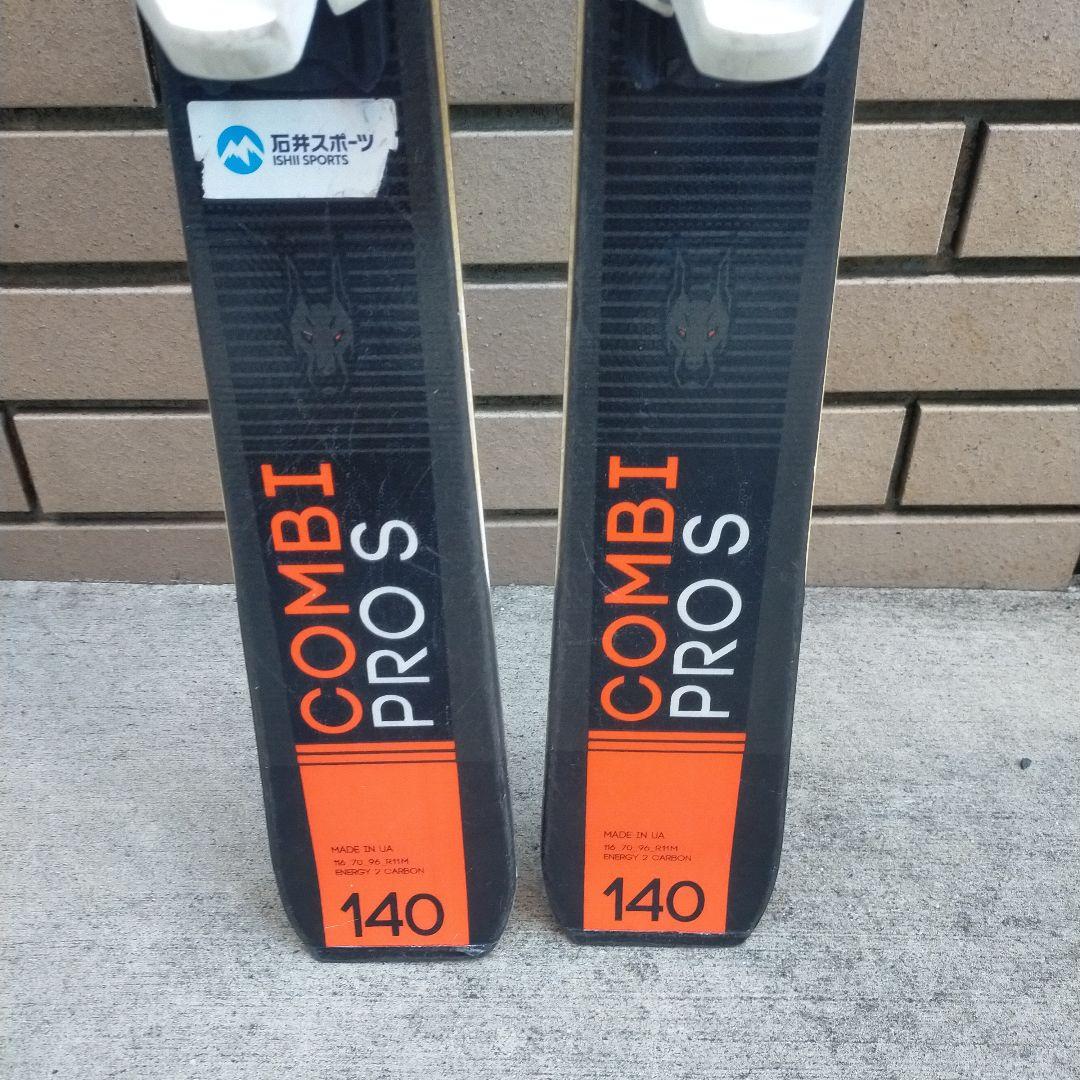 石井スポーツ
ISHII SPORTS
COMBI
PRO S
MADE IN UA
116_70_96_R11M
ENERGY 2 CARBON
140
COMBI
PRO S
MADE IN UA
116_70_96_R11M
ENERGY 2 CARBON
140